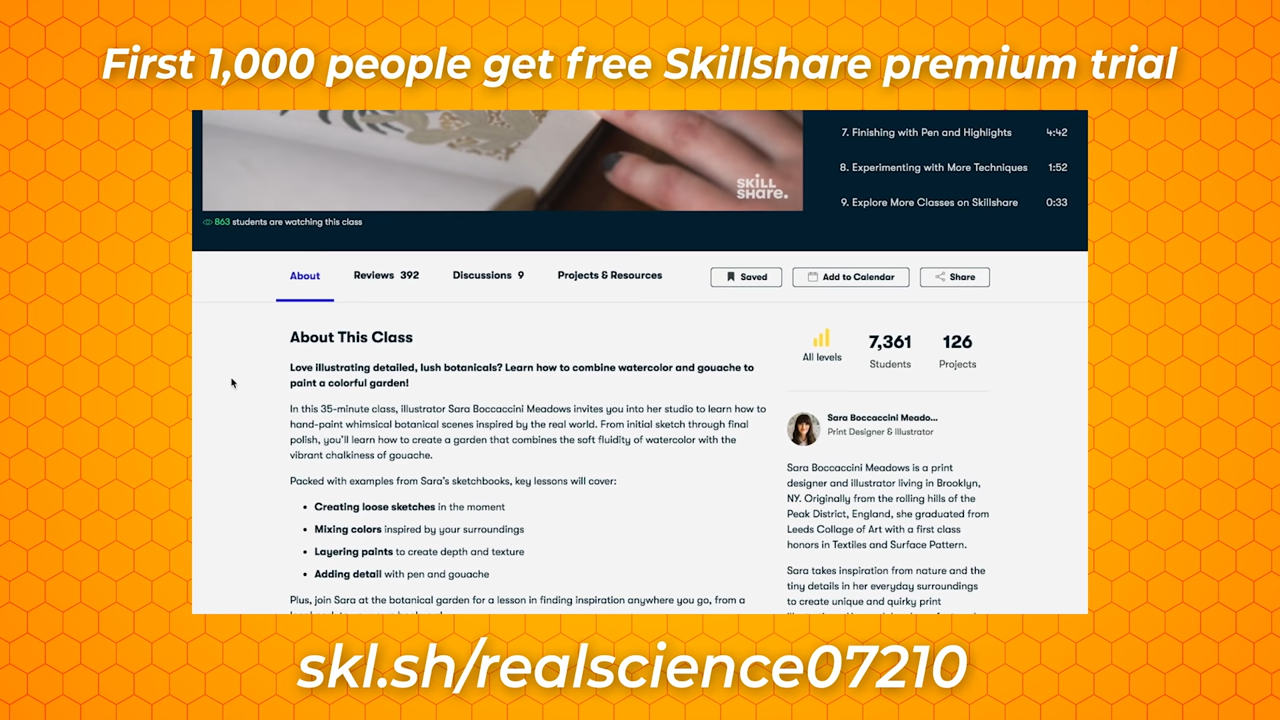 First 1,000 people get free Skillshare premium trial
7. Finishing with Pen and Highlights 4:42
8. Experimenting with More Techniques 1:52
9. Explore More Classes on Skillshare 0:33
SKILL
SHARE.
863 students are watching this class
About Reviews 392 Discussions 9 Projects & Resources Saved Add to Calendar Share
About This Class
Love illustrating detailed, lush botanicals? Learn how to combine watercolor and gouache to
paint a colorful garden!
In this 35-minute class, illustrator Sara Boccaccini Meadows invites you into her studio to learn how to
hand-paint whimsical botanical scenes inspired by the real world. From initial sketch through final
polish, you'll learn how to create a garden that combines the soft fluidity of watercolor with the
vibrant chalkiness of gouache.
Packed with examples from Sara's sketchbooks, key lessons will cover:
• Creating loose sketches in the moment
• Mixing colors inspired by your surroundings
• Layering paints to create depth and texture
• Adding detail with pen and gouache
Plus, join Sara at the botanical garden for a lesson in finding inspiration anywhere you go, from a
All levels
7,361
Students
126
Projects
Sara Boccaccini Meado...
Print Designer & Illustrator
Sara Boccaccini Meadows is a print
designer and illustrator living in Brooklyn,
NY. Originally from the rolling hills of the
Peak District, England, she graduated from
Leeds Collage of Art with a first class
honors in Textiles and Surface Pattern.
Sara takes inspiration from nature and the
tiny details in her everyday surroundings
to create unique and quirky print
skl.sh/realscience07210